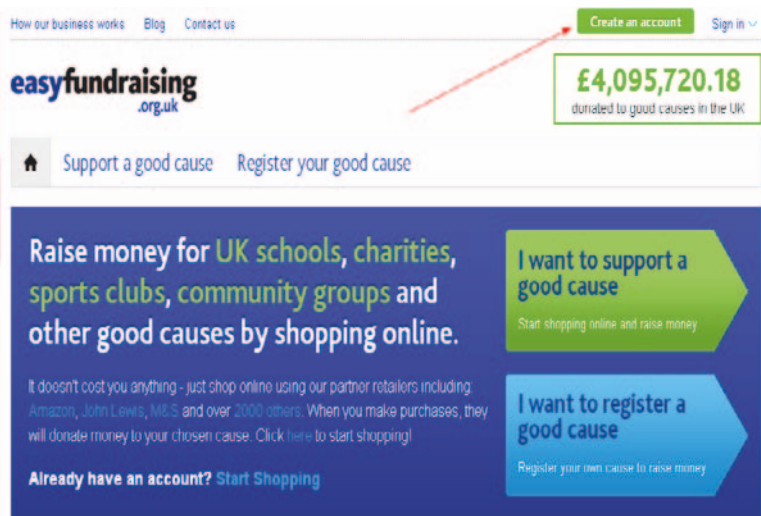 How our business works Blog Contact us Create an account Sign in
easyfundraising
.org.uk
£4,095,720.18
donated to good causes in the UK
Support a good cause Register your good cause
Raise money for UK schools, charities,
sports clubs, community groups and
other good causes by shopping online.
It doesn't cost you anything - just shop online using our partner retailers including:
Amazon, John Lewis, M&S and over 2000 others. When you make purchases, they
will donate money to your chosen cause. Click here to start shopping!
Already have an account? Start Shopping
I want to support a
good cause
Start shopping online and raise money
I want to register a
good cause
Register your own cause to raise money